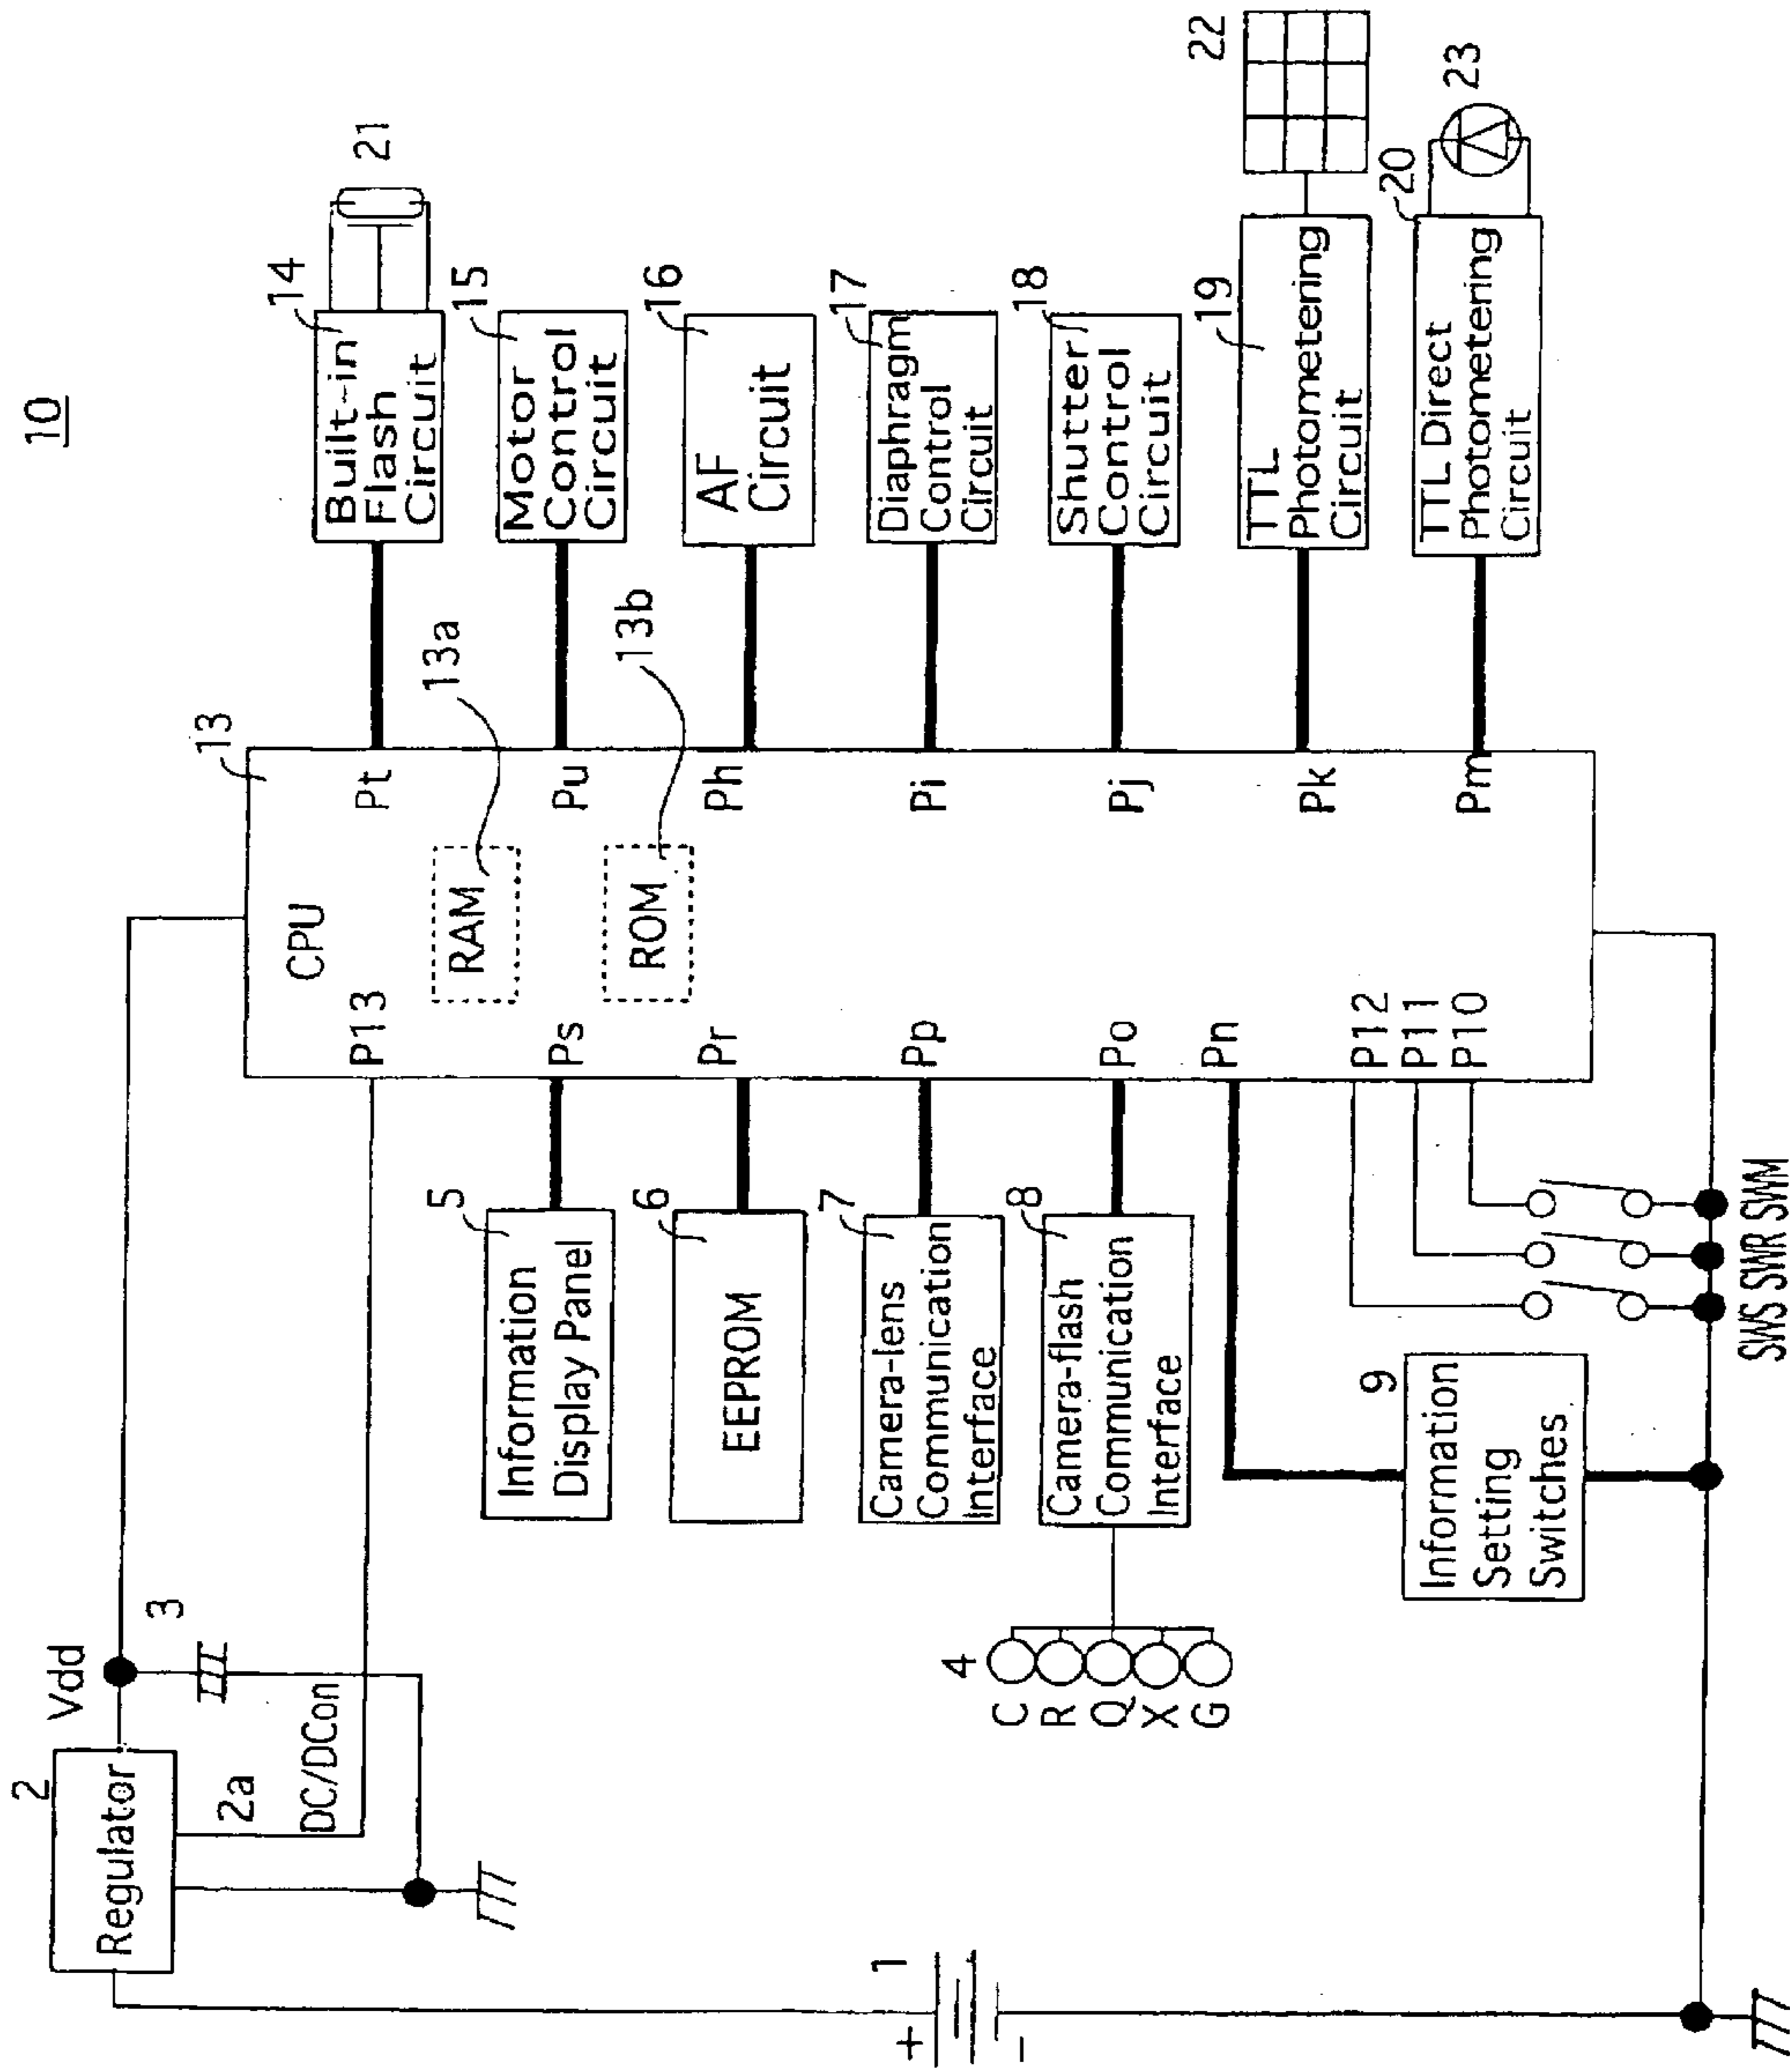 10
2
Regulator
Vdd
3
2a
DC/DCon
1
+
−
13
CPU
P13
Ps
Pr
Pp
Po
Pn
P12
P11
P10
RAM
13a
ROM
13b
Pt
Pu
Ph
Pi
Pj
Pk
Pm
5
Information
Display Panel
6
EEPROM
7
Camera-lens
Communication
Interface
8
Camera-flash
Communication
Interface
4
C
R
Q
X
G
9
Information
Setting
Switches
SWS SWR SWM
14
Built-in
Flash
Circuit
21
15
Motor
Control
Circuit
16
AF
Circuit
17
Diaphragm
Control
Circuit
18
Shutter
Control
Circuit
19
TTL
Photometering
Circuit
22
20
TTL Direct
Photometering
Circuit
23